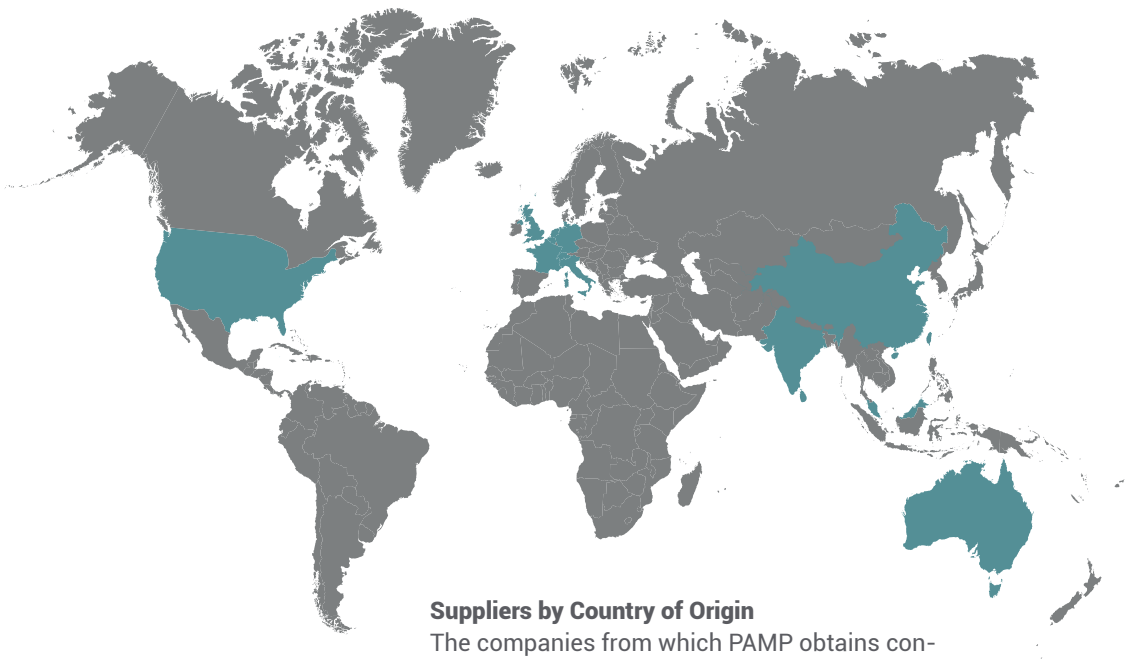 Suppliers by Country of Origin
The companies from which PAMP obtains con-